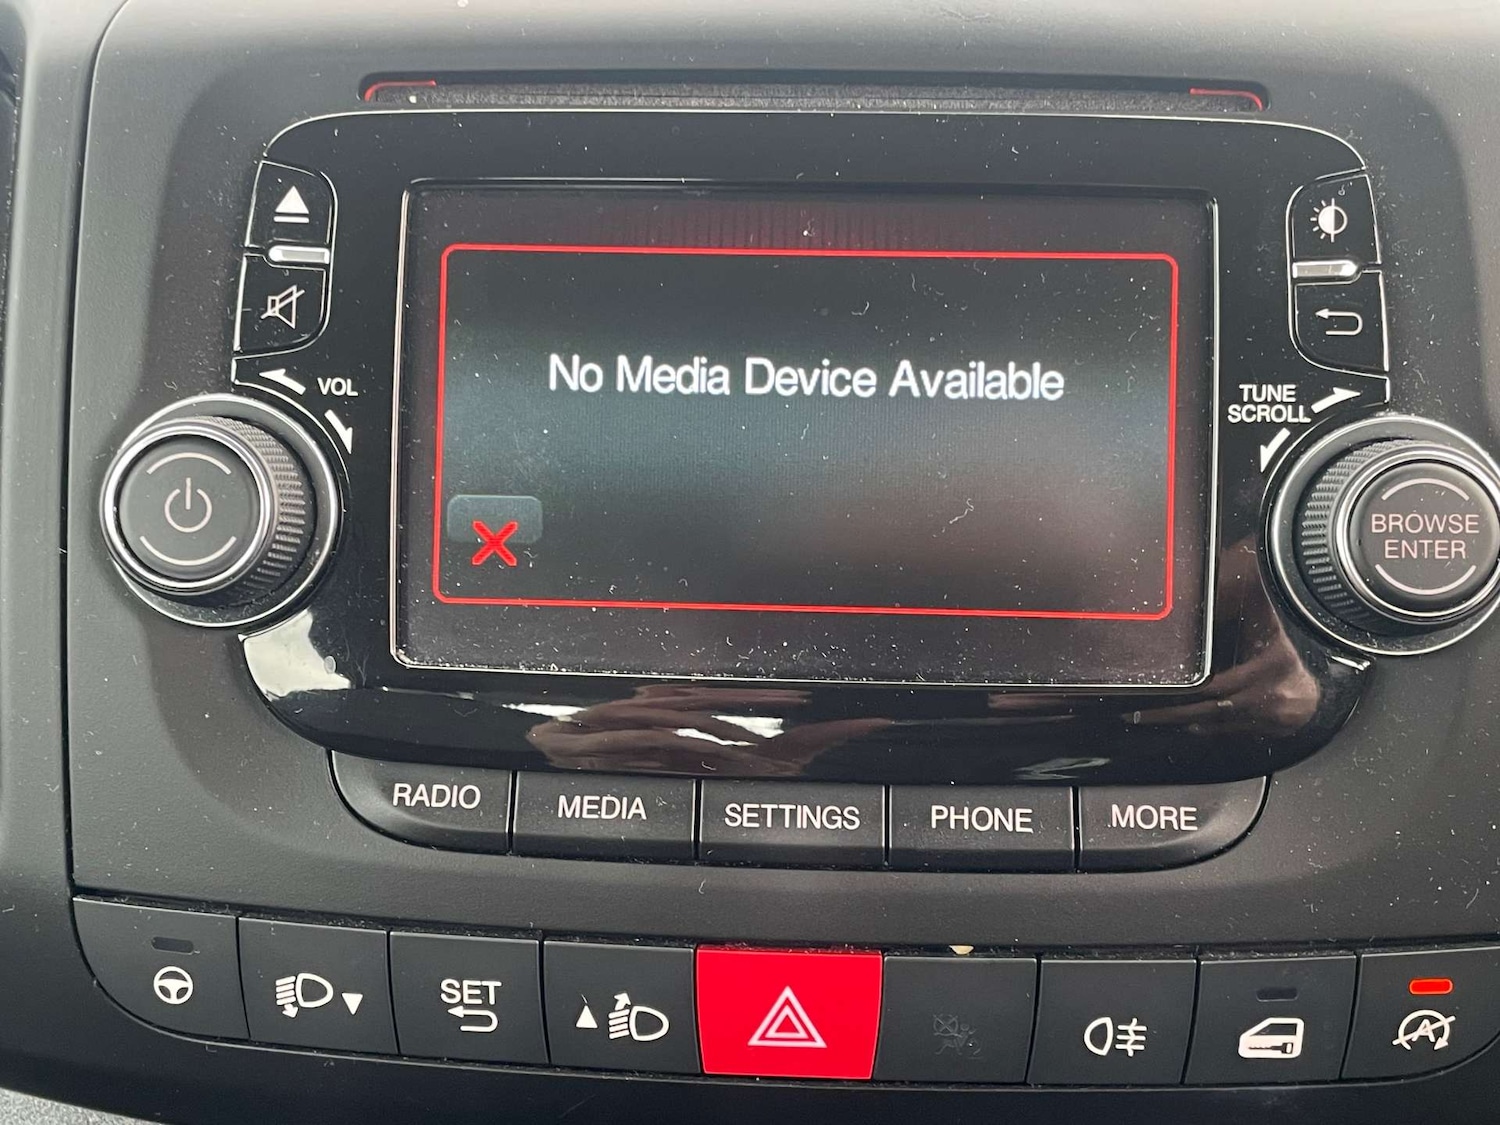 No Media Device Available
VOL
TUNE
SCROLL
BROWSE
ENTER
RADIO
MEDIA
SETTINGS
PHONE
MORE
SET
A